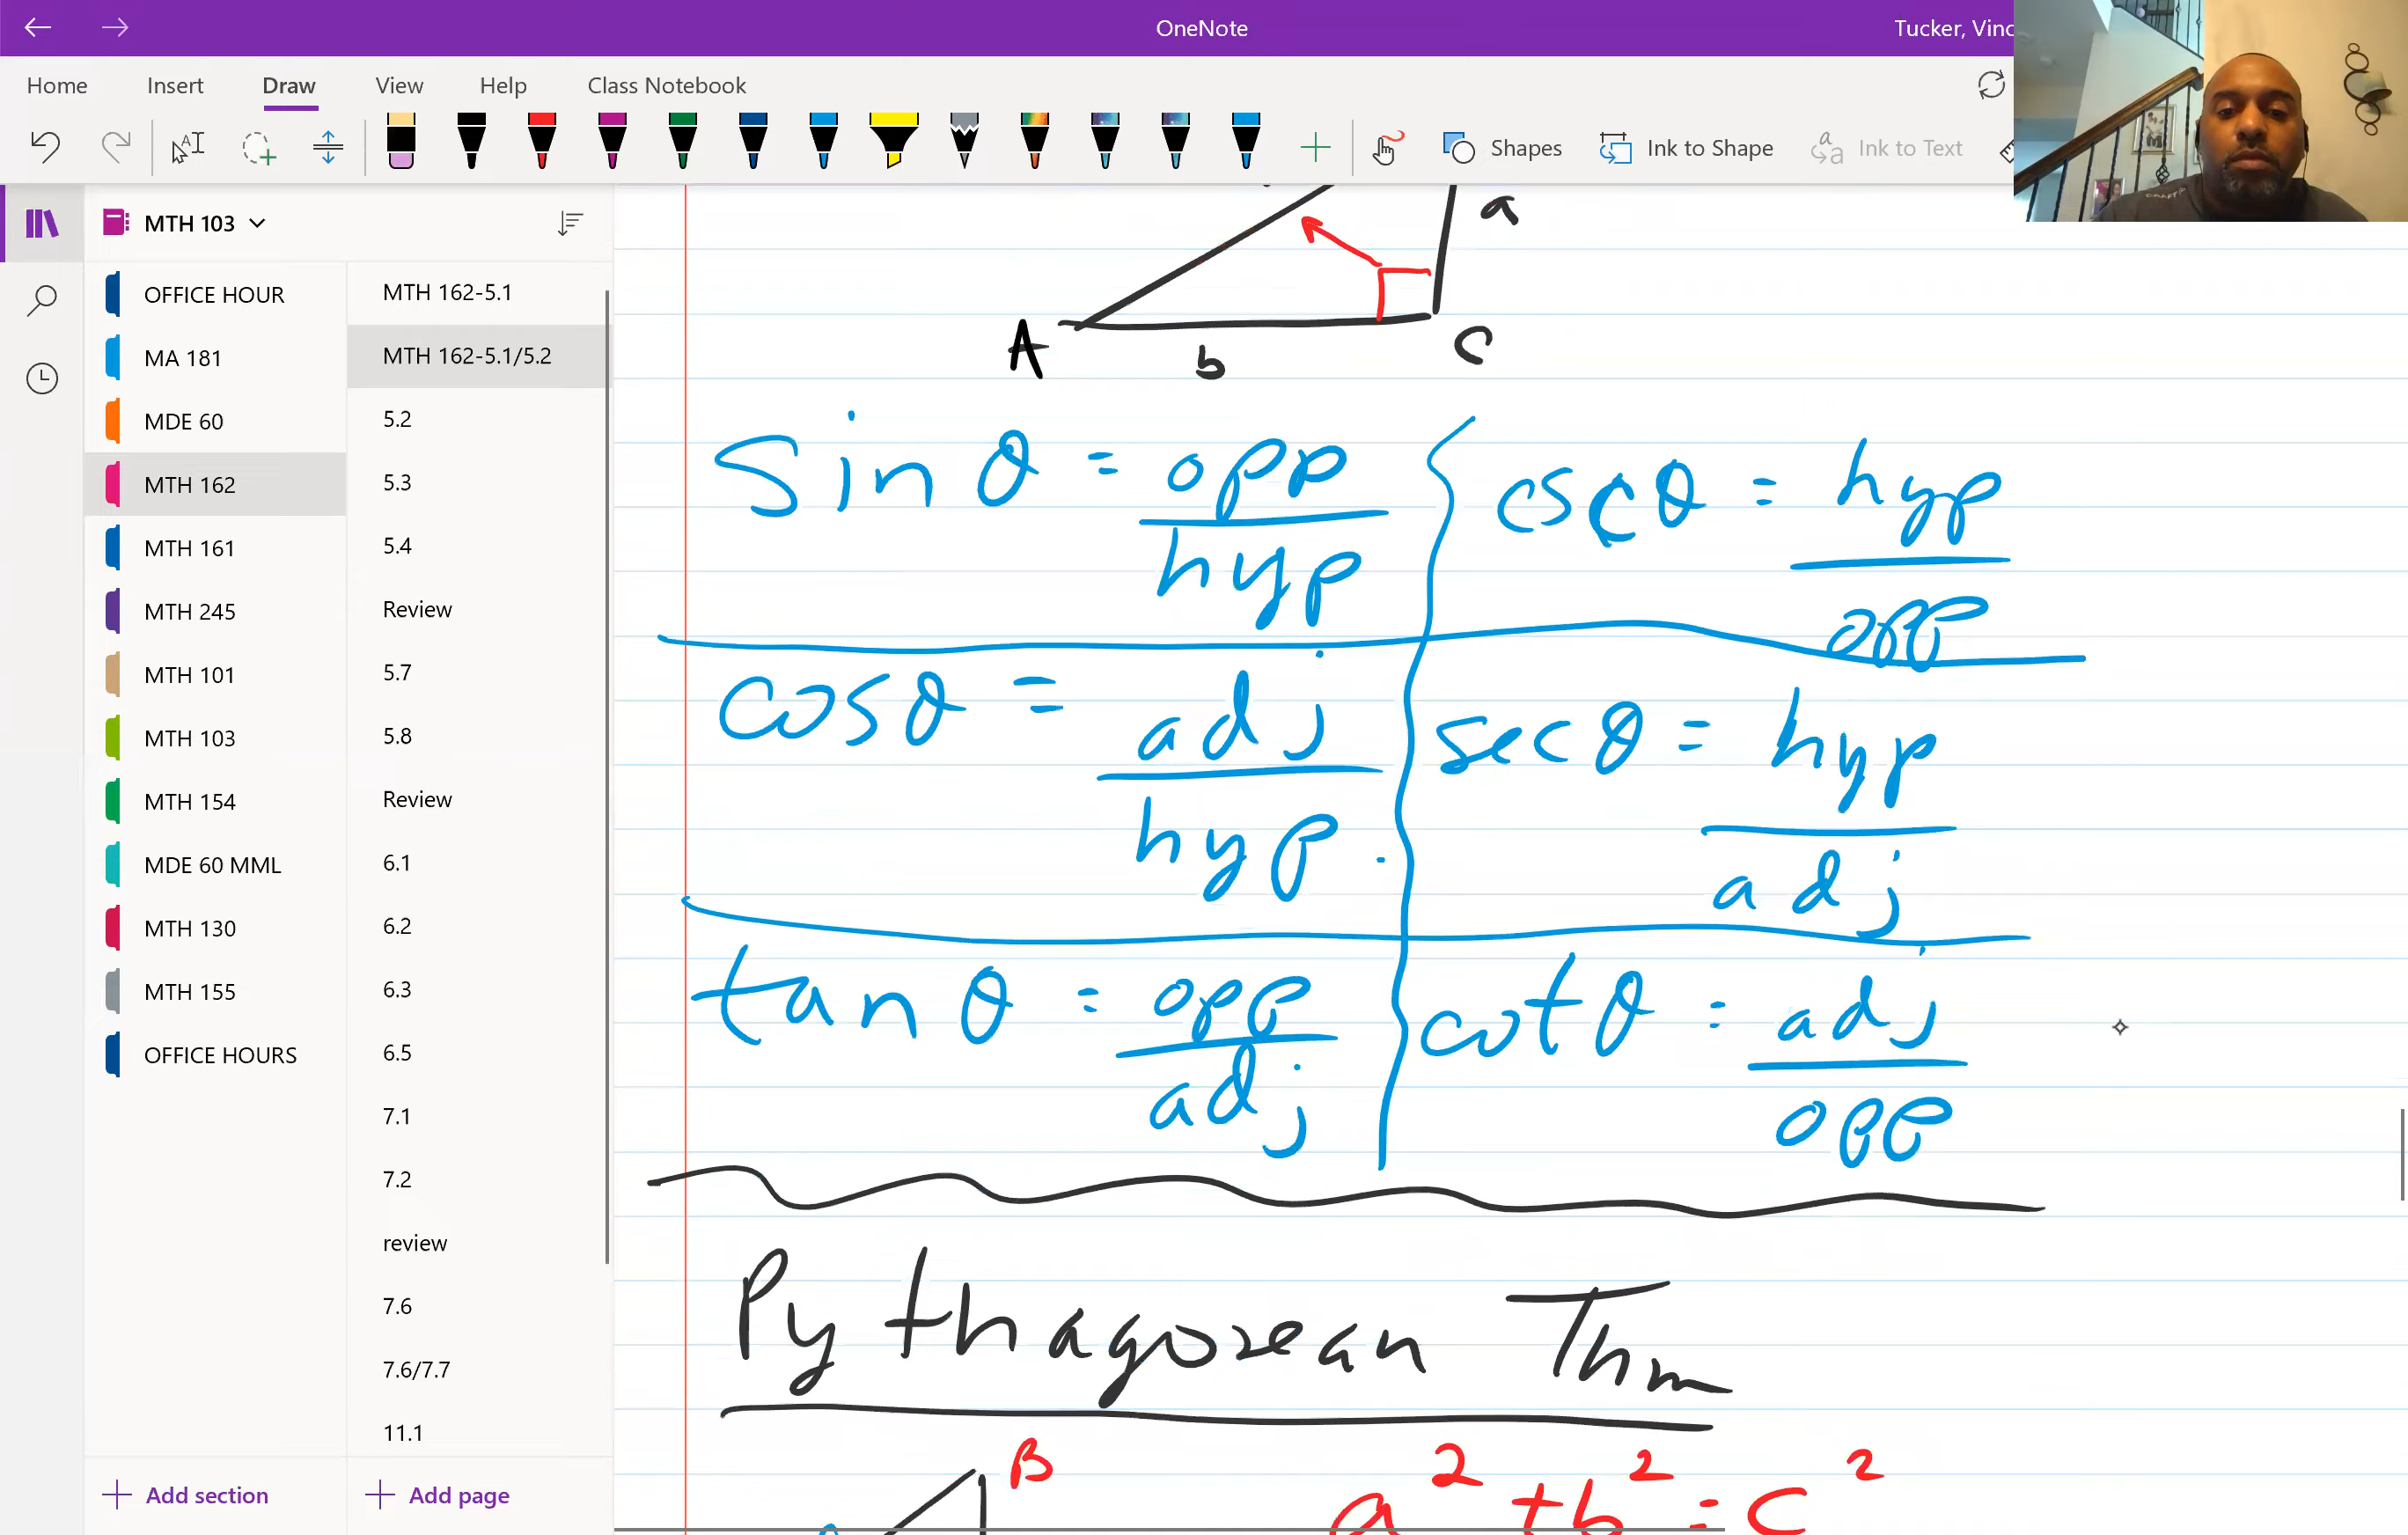 OneNote
Tucker, Vinc
Home Insert Draw View Help Class Notebook
Shapes Ink to Shape Ink to Text
MTH 103
OFFICE HOUR
MA 181
MDE 60
MTH 162
MTH 161
MTH 245
MTH 101
MTH 103
MTH 154
MDE 60 MML
MTH 130
MTH 155
OFFICE HOURS
Add section
MTH 162-5.1
MTH 162-5.1/5.2
5.2
5.3
5.4
Review
5.7
5.8
Review
6.1
6.2
6.3
6.5
7.1
7.2
review
7.6
7.6/7.7
11.1
Add page
a
A b C
sin θ = opp/hyp
csc θ = hyp/opp
cos θ = adj/hyp
sec θ = hyp/adj
tan θ = opp/adj
cot θ = adj/opp
Pythagorean Thm
B
a² + b² = c²